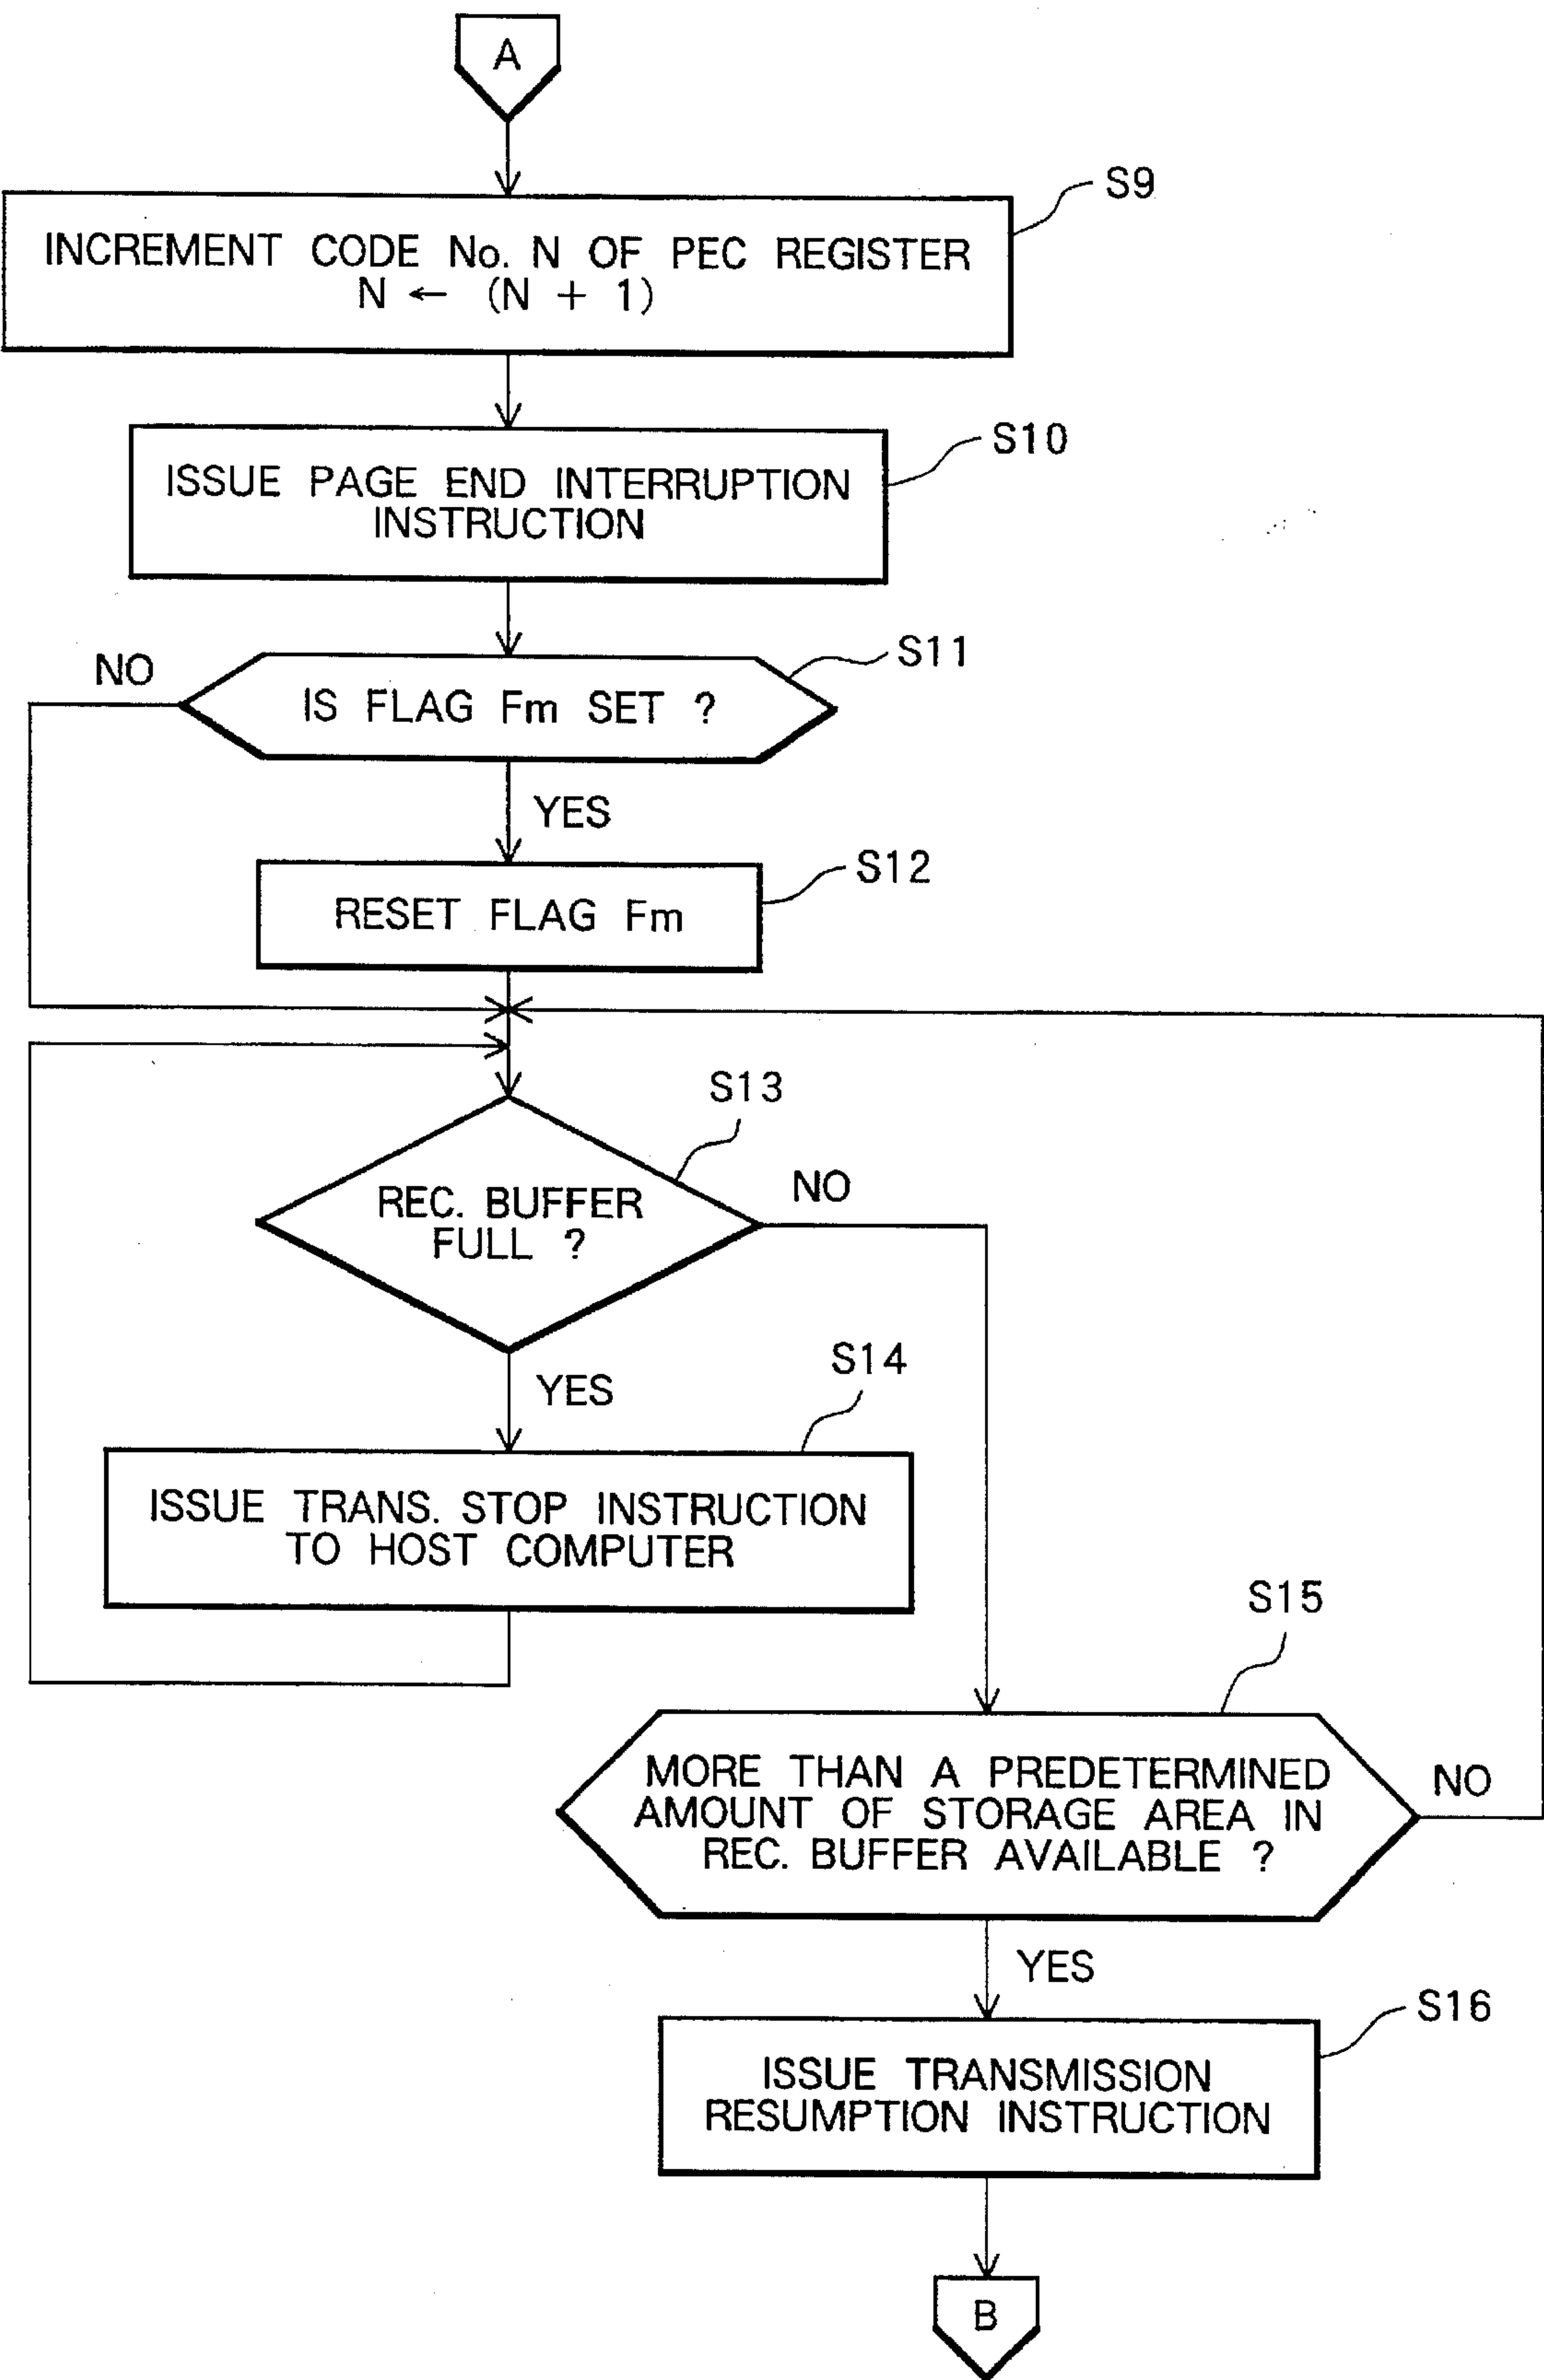 A
S9
INCREMENT CODE No. N OF PEC REGISTER
N ← (N + 1)
S10
ISSUE PAGE END INTERRUPTION
INSTRUCTION
S11
NO
IS FLAG Fm SET ?
YES
S12
RESET FLAG Fm
S13
REC. BUFFER
FULL ?
NO
YES
S14
ISSUE TRANS. STOP INSTRUCTION
TO HOST COMPUTER
S15
MORE THAN A PREDETERMINED
AMOUNT OF STORAGE AREA IN
REC. BUFFER AVAILABLE ?
NO
YES
S16
ISSUE TRANSMISSION
RESUMPTION INSTRUCTION
B